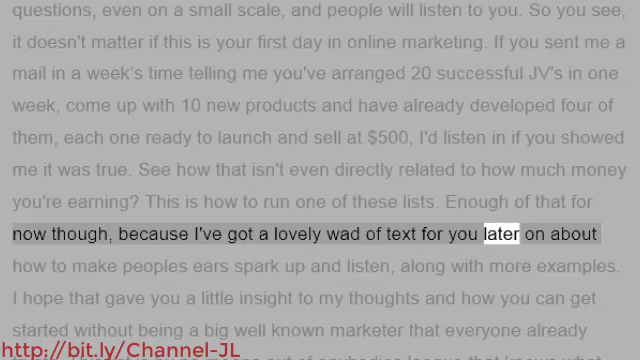 questions, even on a small scale, and people will listen to you. So you see,
it doesn't matter if this is your first day in online marketing. If you sent me a
mail in a week's time telling me you've arranged 20 successful JV's in one
week, come up with 10 new products and have already developed four of
them, each one ready to launch and sell at $500, I'd listen in if you showed
me it was true. See how that isn't even directly related to how much money
you're earning? This is how to run one of these lists. Enough of that for
now though, because I've got a lovely wad of text for you later on about
how to make peoples ears spark up and listen, along with more examples.
I hope that gave you a little insight to my thoughts and how you can get
started without being a big well known marketer that everyone already
http://bit.ly/Channel-JL